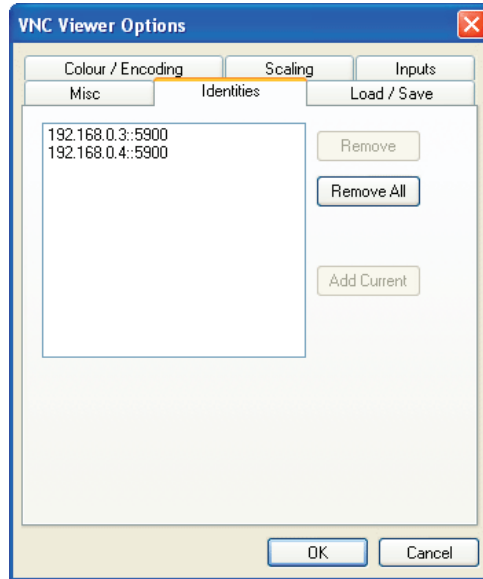 VNC Viewer Options
Colour / Encoding Scaling Inputs
Misc Identities Load / Save
192.168.0.3::5900
192.168.0.4::5900
Remove
Remove All
Add Current
OK Cancel